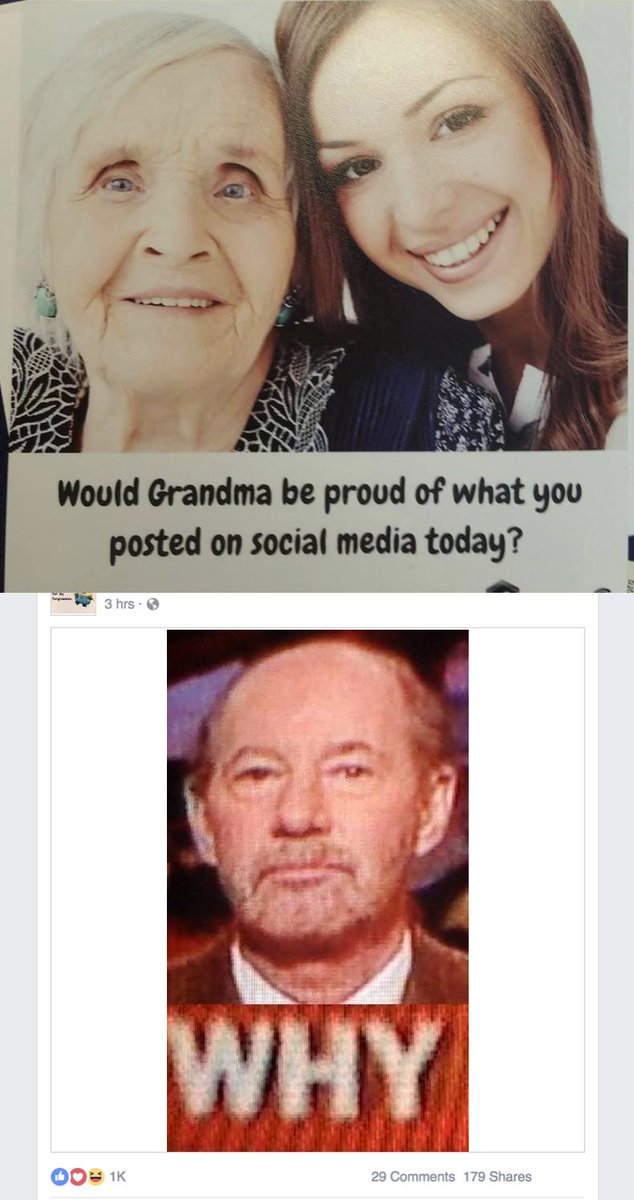 Would Grandma be proud of what you
posted on social media today?
3 hrs
WHY
1K
29 Comments 179 Shares